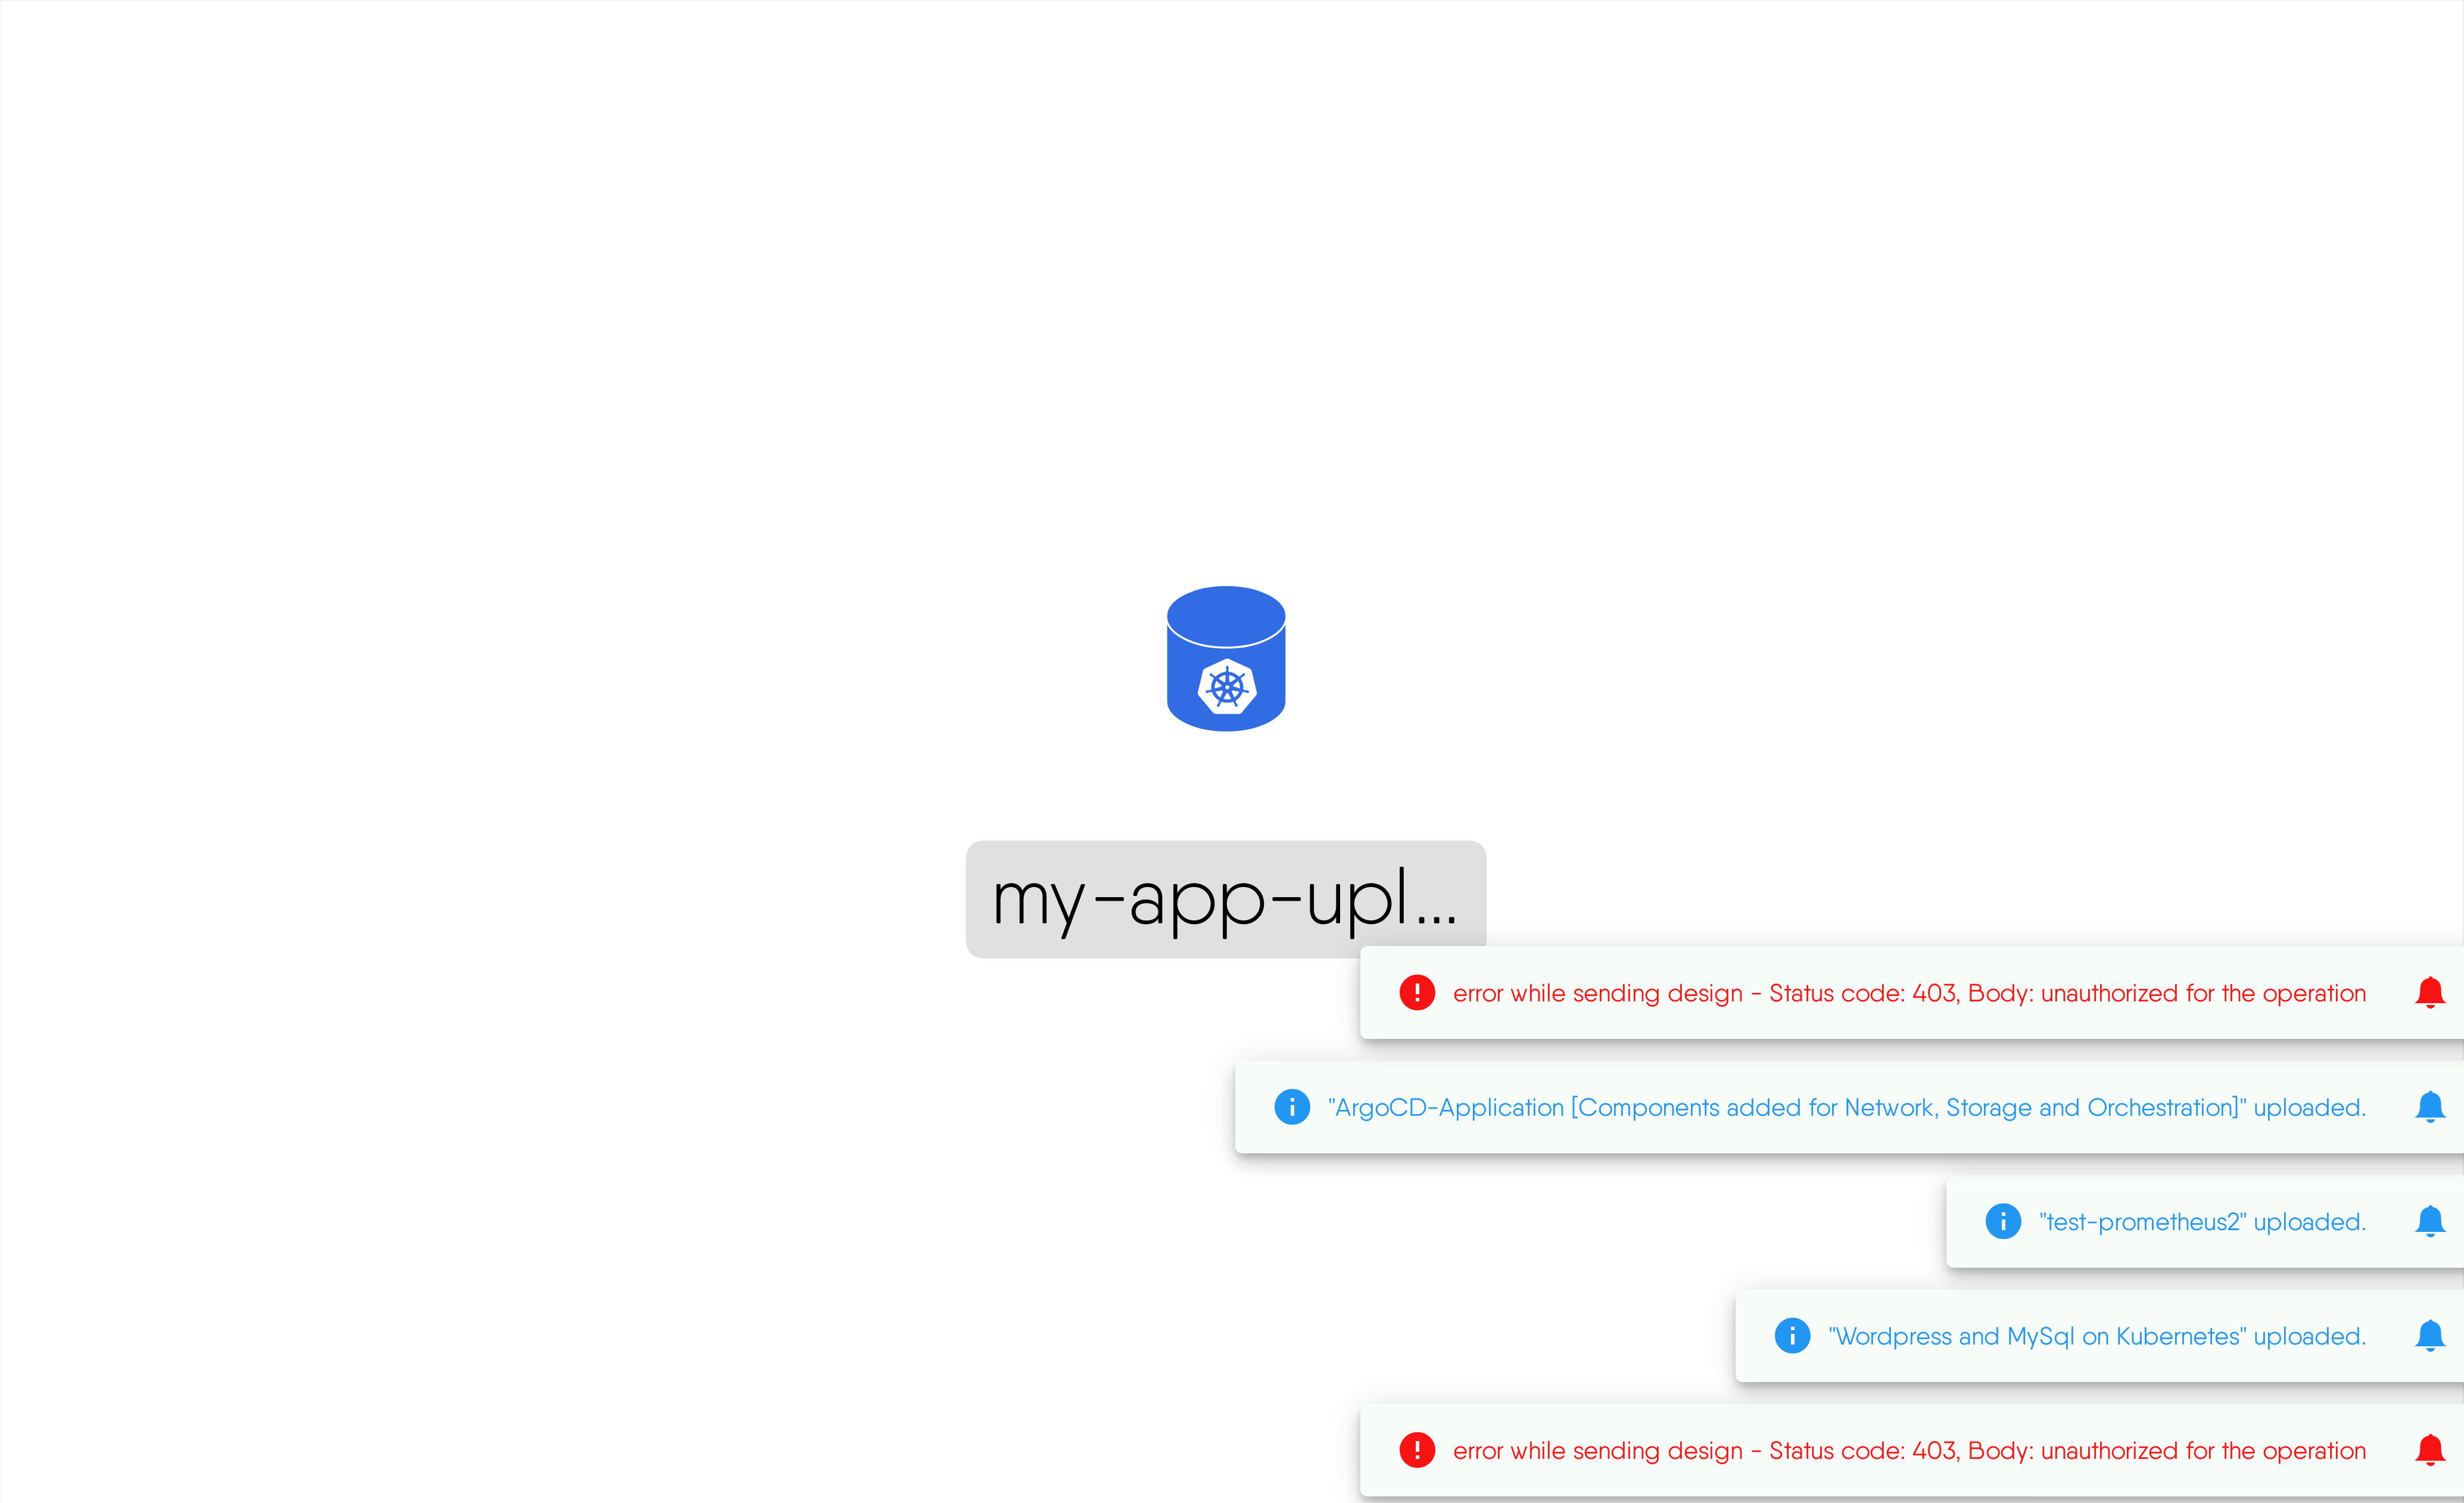 my-app-upl...
error while sending design - Status code: 403, Body: unauthorized for the operation
"ArgoCD-Application [Components added for Network, Storage and Orchestration]" uploaded.
"test-prometheus2" uploaded.
"Wordpress and MySql on Kubernetes" uploaded.
error while sending design - Status code: 403, Body: unauthorized for the operation